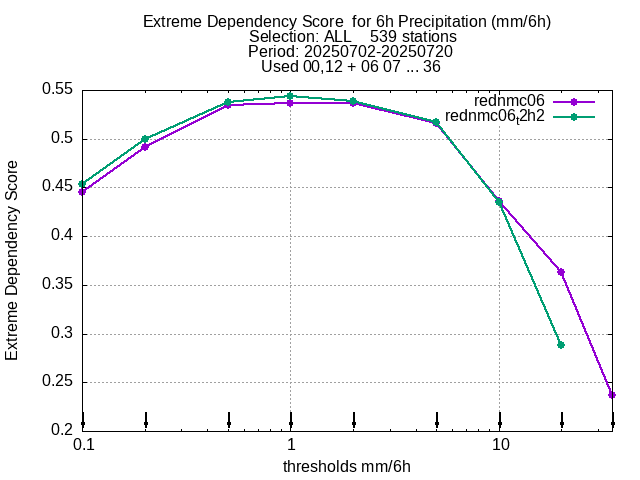 Extreme Dependency Score  for 6h Precipitation (mm/6h)
Selection: ALL    539 stations
Period: 20250702-20250720
Used 00,12 + 06 07 ... 36
rednmc06
rednmc06_t2h2
Extreme Dependency Score
0.55
0.5
0.45
0.4
0.35
0.3
0.25
0.2
0.1
1
10
thresholds mm/6h